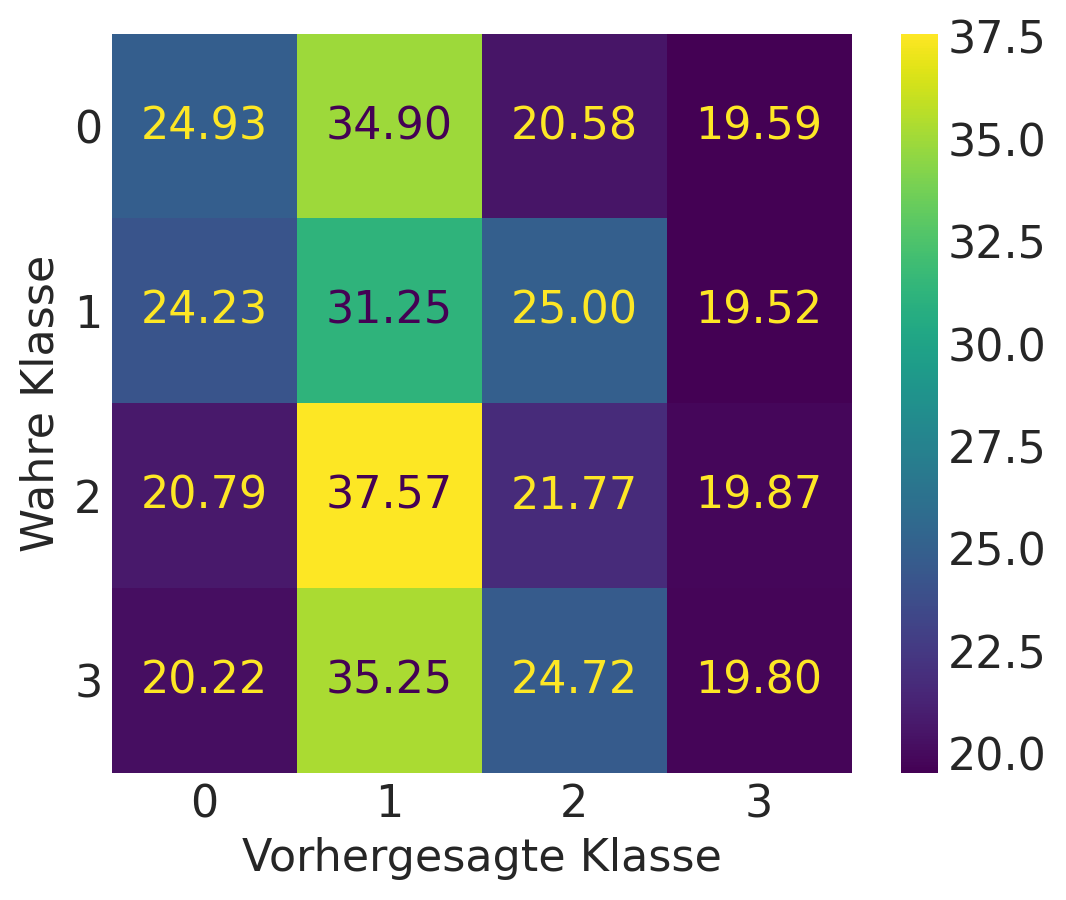 37.5
0 24.93 34.90 20.58 19.59
35.0
32.5
1 24.23 31.25 25.00 19.52
30.0
27.5
2 20.79 37.57 21.77 19.87
25.0
22.5
3 20.22 35.25 24.72 19.80
20.0
0 1 2 3
Vorhergesagte Klasse
Wahre Klasse